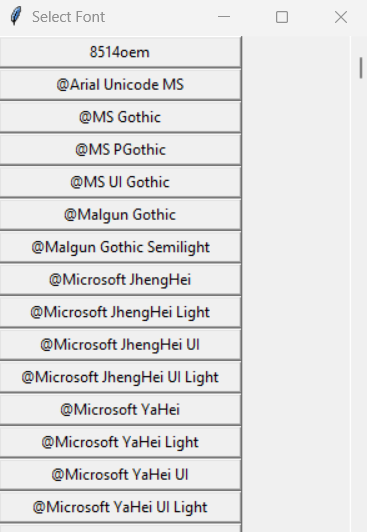 Select Font
8514oem
@Arial Unicode MS
@MS Gothic
@MS PGothic
@MS UI Gothic
@Malgun Gothic
@Malgun Gothic Semilight
@Microsoft JhengHei
@Microsoft JhengHei Light
@Microsoft JhengHei UI
@Microsoft JhengHei UI Light
@Microsoft YaHei
@Microsoft YaHei Light
@Microsoft YaHei UI
@Microsoft YaHei UI Light